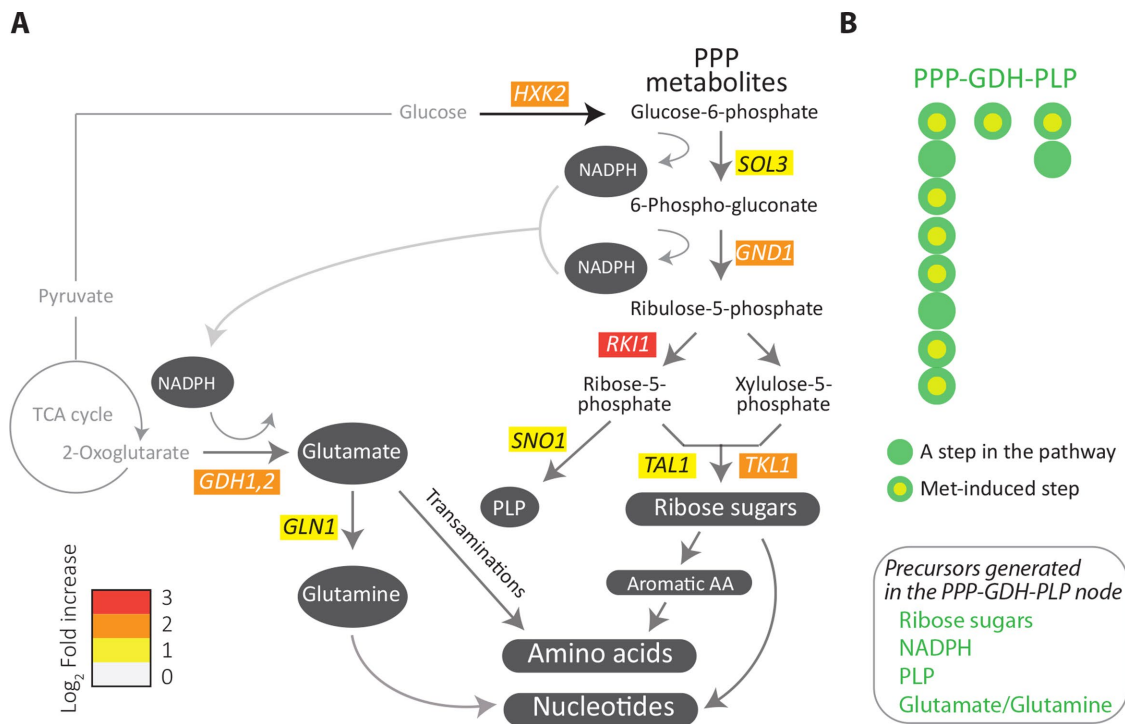 A
PPP
metabolites
HXK2
Glucose
Glucose-6-phosphate
NADPH
SOL3
6-Phospho-gluconate
NADPH
GND1
Pyruvate
Ribulose-5-phosphate
RKI1
NADPH
Ribose-5-
phosphate
Xylulose-5-
phosphate
TCA cycle
2-Oxoglutarate
GDH1,2
Glutamate
SNO1
TAL1
TKL1
PLP
Ribose sugars
GLN1
Transaminations
Aromatic AA
Glutamine
Amino acids
Nucleotides
Log2 Fold increase
3
2
1
0
B
PPP-GDH-PLP
A step in the pathway
Met-induced step
Precursors generated
in the PPP-GDH-PLP node
Ribose sugars
NADPH
PLP
Glutamate/Glutamine